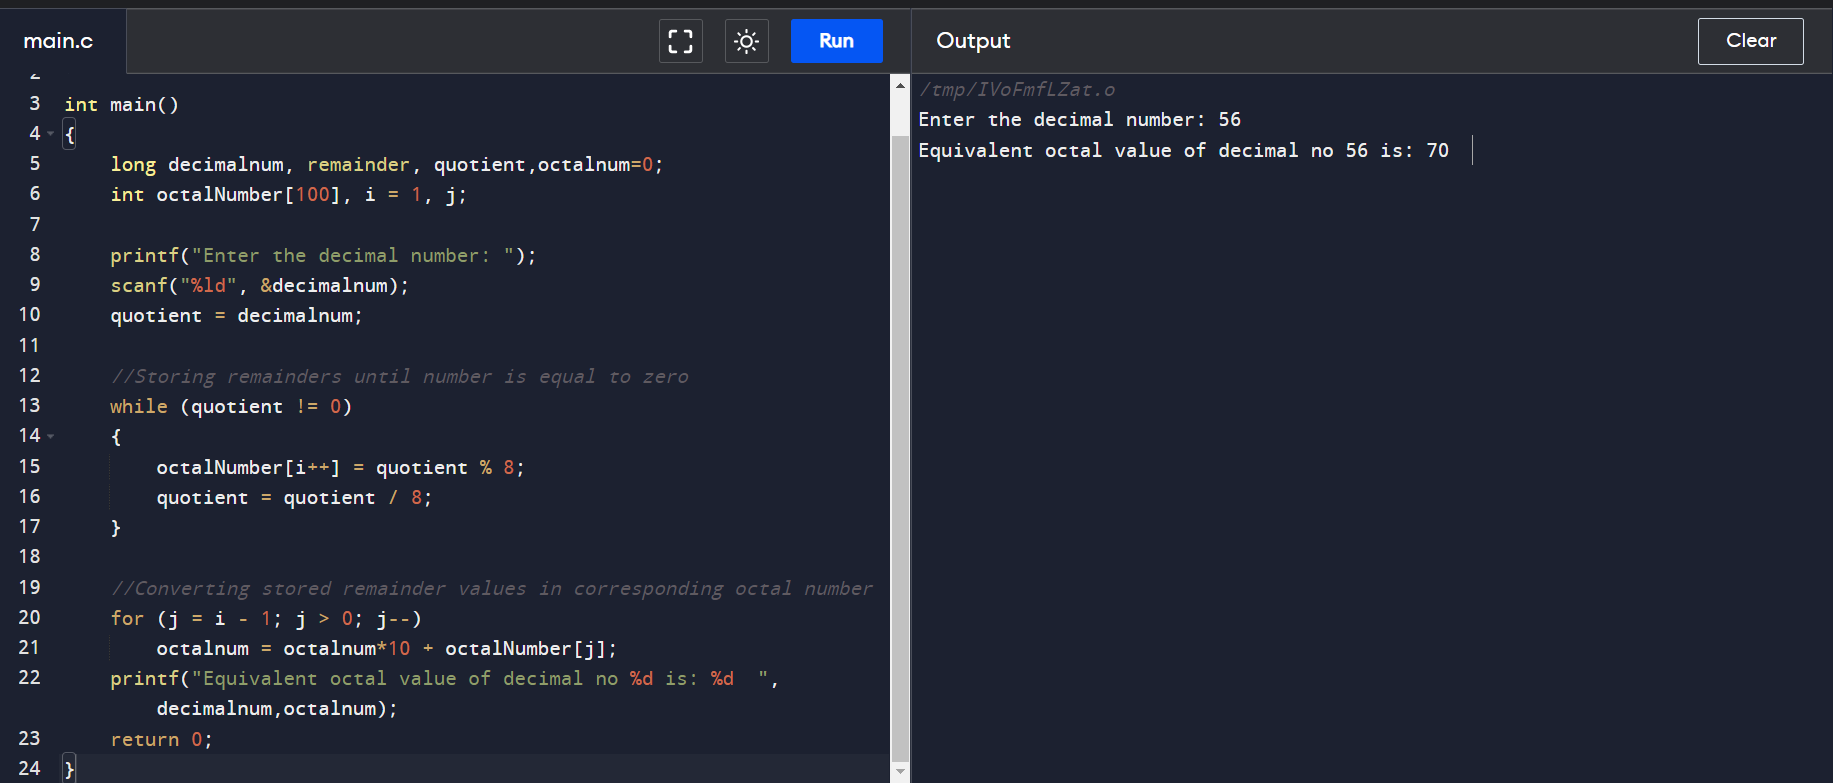 main.c
Run
2
3 int main()
4 {
5 long decimalnum, remainder, quotient,octalnum=0;
6 int octalNumber[100], i = 1, j;
7
8 printf("Enter the decimal number: ");
9 scanf("%ld", &decimalnum);
10 quotient = decimalnum;
11
12 //Storing remainders until number is equal to zero
13 while (quotient != 0)
14 {
15 octalNumber[i++] = quotient % 8;
16 quotient = quotient / 8;
17 }
18
19 //Converting stored remainder values in corresponding octal number
20 for (j = i - 1; j > 0; j--)
21 octalnum = octalnum*10 + octalNumber[j];
22 printf("Equivalent octal value of decimal no %d is: %d  ",
decimalnum,octalnum);
23 return 0;
24 }
Output
Clear
/tmp/IVoFmfLZat.o
Enter the decimal number: 56
Equivalent octal value of decimal no 56 is: 70